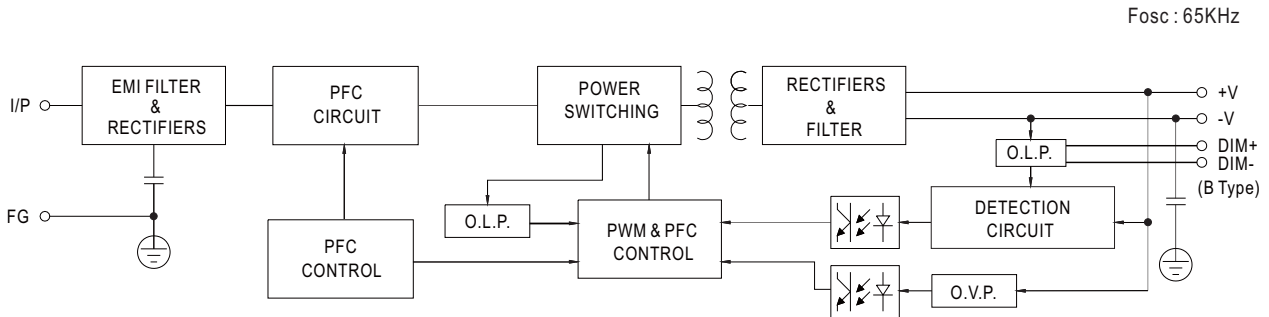 Fosc : 65KHz
I/P
EMI FILTER
&
RECTIFIERS
PFC
CIRCUIT
POWER
SWITCHING
RECTIFIERS
&
FILTER
+V
-V
DIM+
DIM-
(B Type)
O.L.P.
FG
O.L.P.
PFC
CONTROL
PWM & PFC
CONTROL
DETECTION
CIRCUIT
O.V.P.